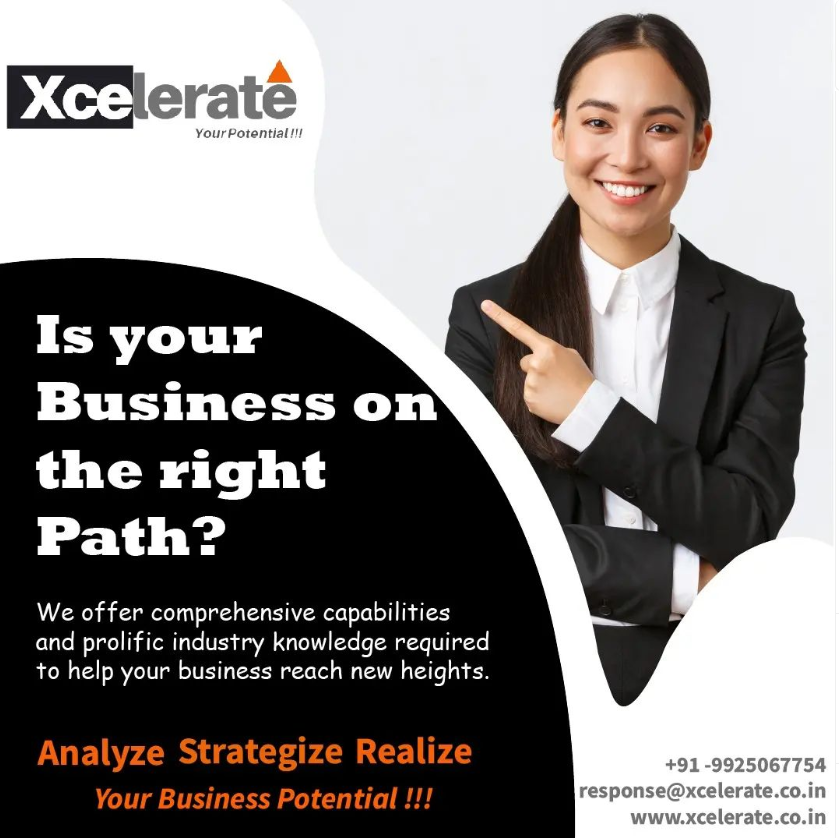 Xcelerate
Your Potential!!!
Is your
Business on
the right
Path?
We offer comprehensive capabilities
and prolific industry knowledge required
to help your business reach new heights.
Analyze Strategize Realize
Your Business Potential !!!
+91 -9925067754
response@xcelerate.co.in
www.xcelerate.co.in